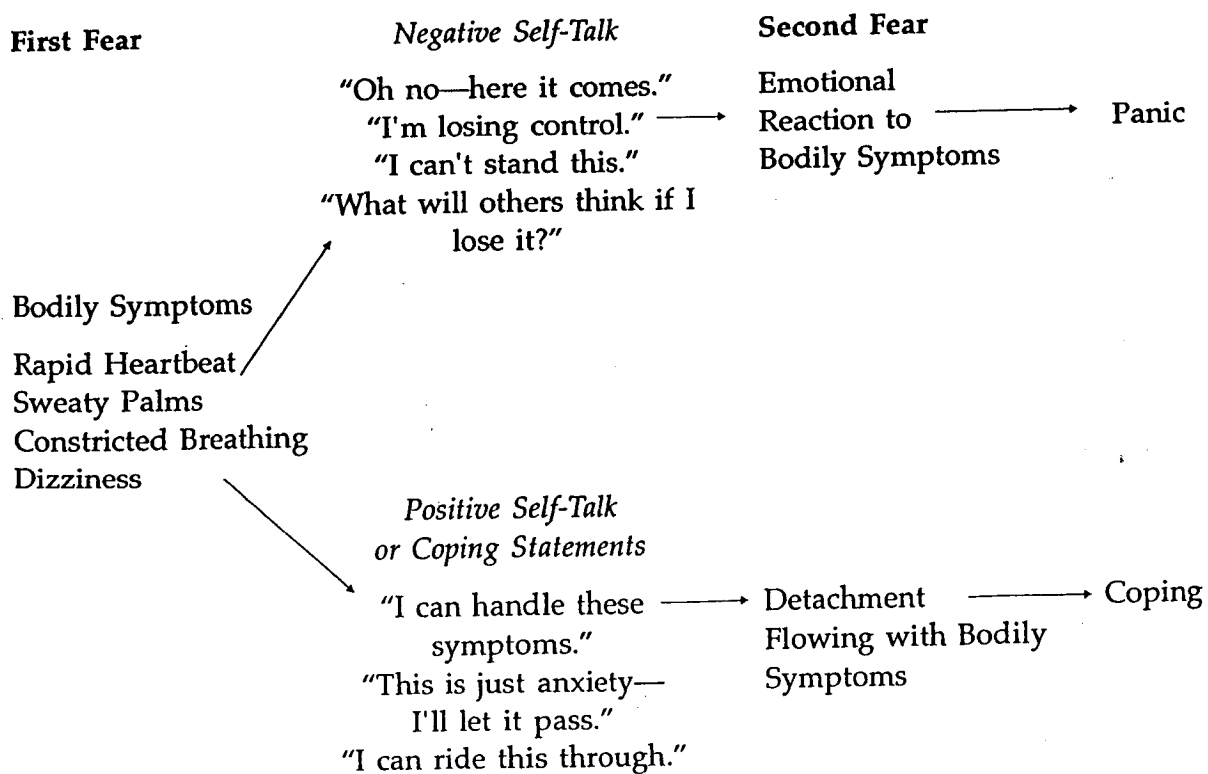 First Fear
Negative Self-Talk
Second Fear
"Oh no—here it comes."
"I'm losing control."
"I can't stand this."
"What will others think if I
lose it?"
Emotional
Reaction to
Bodily Symptoms
Panic
Bodily Symptoms
Rapid Heartbeat
Sweaty Palms
Constricted Breathing
Dizziness
Positive Self-Talk
or Coping Statements
"I can handle these
symptoms."
"This is just anxiety—
I'll let it pass."
"I can ride this through."
Detachment
Flowing with Bodily
Symptoms
Coping